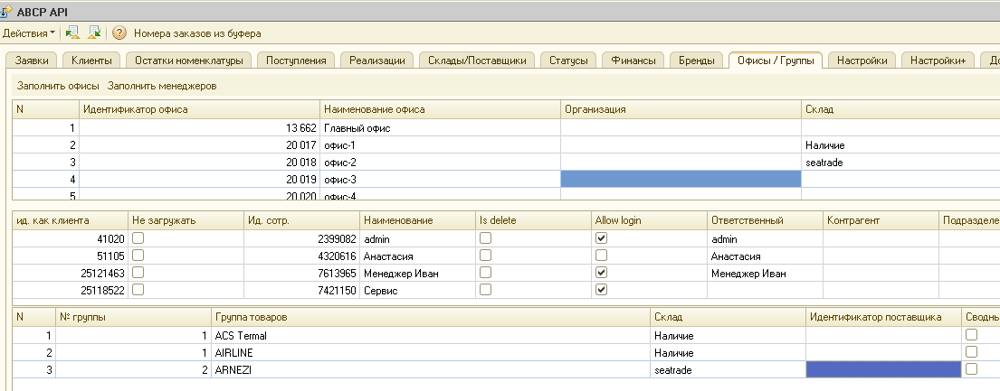 ABCP API
Действия Номера заказов из буфера
Заявки Клиенты Остатки номенклатуры Поступления Реализации Склады/Поставщики Статусы Финансы Бренды Офисы / Группы Настройки Настройки+
Заполнить офисы Заполнить менеджеров
N Идентификатор офиса Наименование офиса Организация Склад
1 13 662 Главный офис
2 20 017 офис-1 Наличие
3 20 018 офис-2 seatrade
4 20 019 офис-3
5 20 020 офис-4
ид. как клиента Не загружать Ид. сотр. Наименование Is delete Allow login Ответственный Контрагент Подразделе
41020 2399082 admin admin
51105 4320616 Анастасия Анастасия
25121463 7613965 Менеджер Иван Менеджер Иван
25118522 7421150 Сервис
N № группы Группа товаров Склад Идентификатор поставщика Сводн
1 1 ACS Termal Наличие
2 1 AIRLINE Наличие
3 2 ARNEZI seatrade